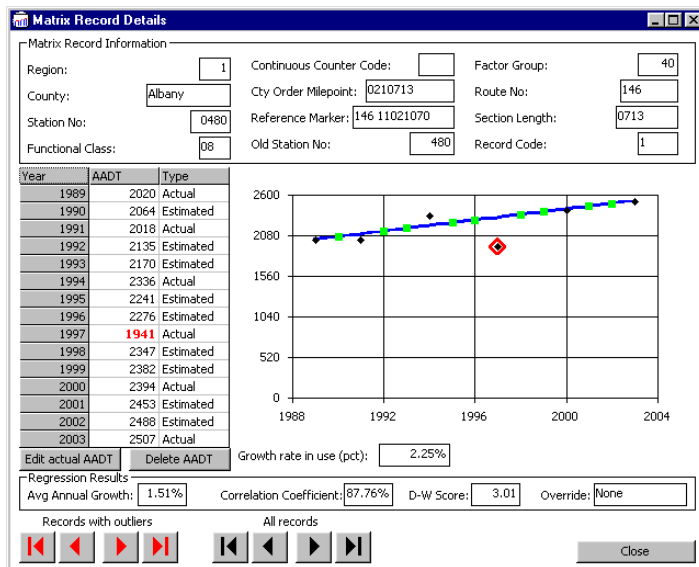 Matrix Record Details
Matrix Record Information
Region: 1 Continuous Counter Code: Factor Group: 40
County: Albany Cty Order Milepoint: 0210713 Route No: 146
Station No: 0480 Reference Marker: 146 11021070 Section Length: 0713
Functional Class: 08 Old Station No: 480 Record Code: 1
Year AADT Type
1989 2020 Actual
1990 2064 Estimated
1991 2018 Actual
1992 2135 Estimated
1993 2170 Estimated
1994 2336 Actual
1995 2241 Estimated
1996 2276 Estimated
1997 1941 Actual
1998 2347 Estimated
1999 2382 Estimated
2000 2394 Actual
2001 2453 Estimated
2002 2488 Estimated
2003 2507 Actual
2600
2080
1560
1040
520
0
1988 1992 1996 2000 2004
Edit actual AADT Delete AADT Growth rate in use (pct): 2.25%
Regression Results
Avg Annual Growth: 1.51% Correlation Coefficient: 87.76% D-W Score: 3.01 Override: None
Records with outliers All records
Close